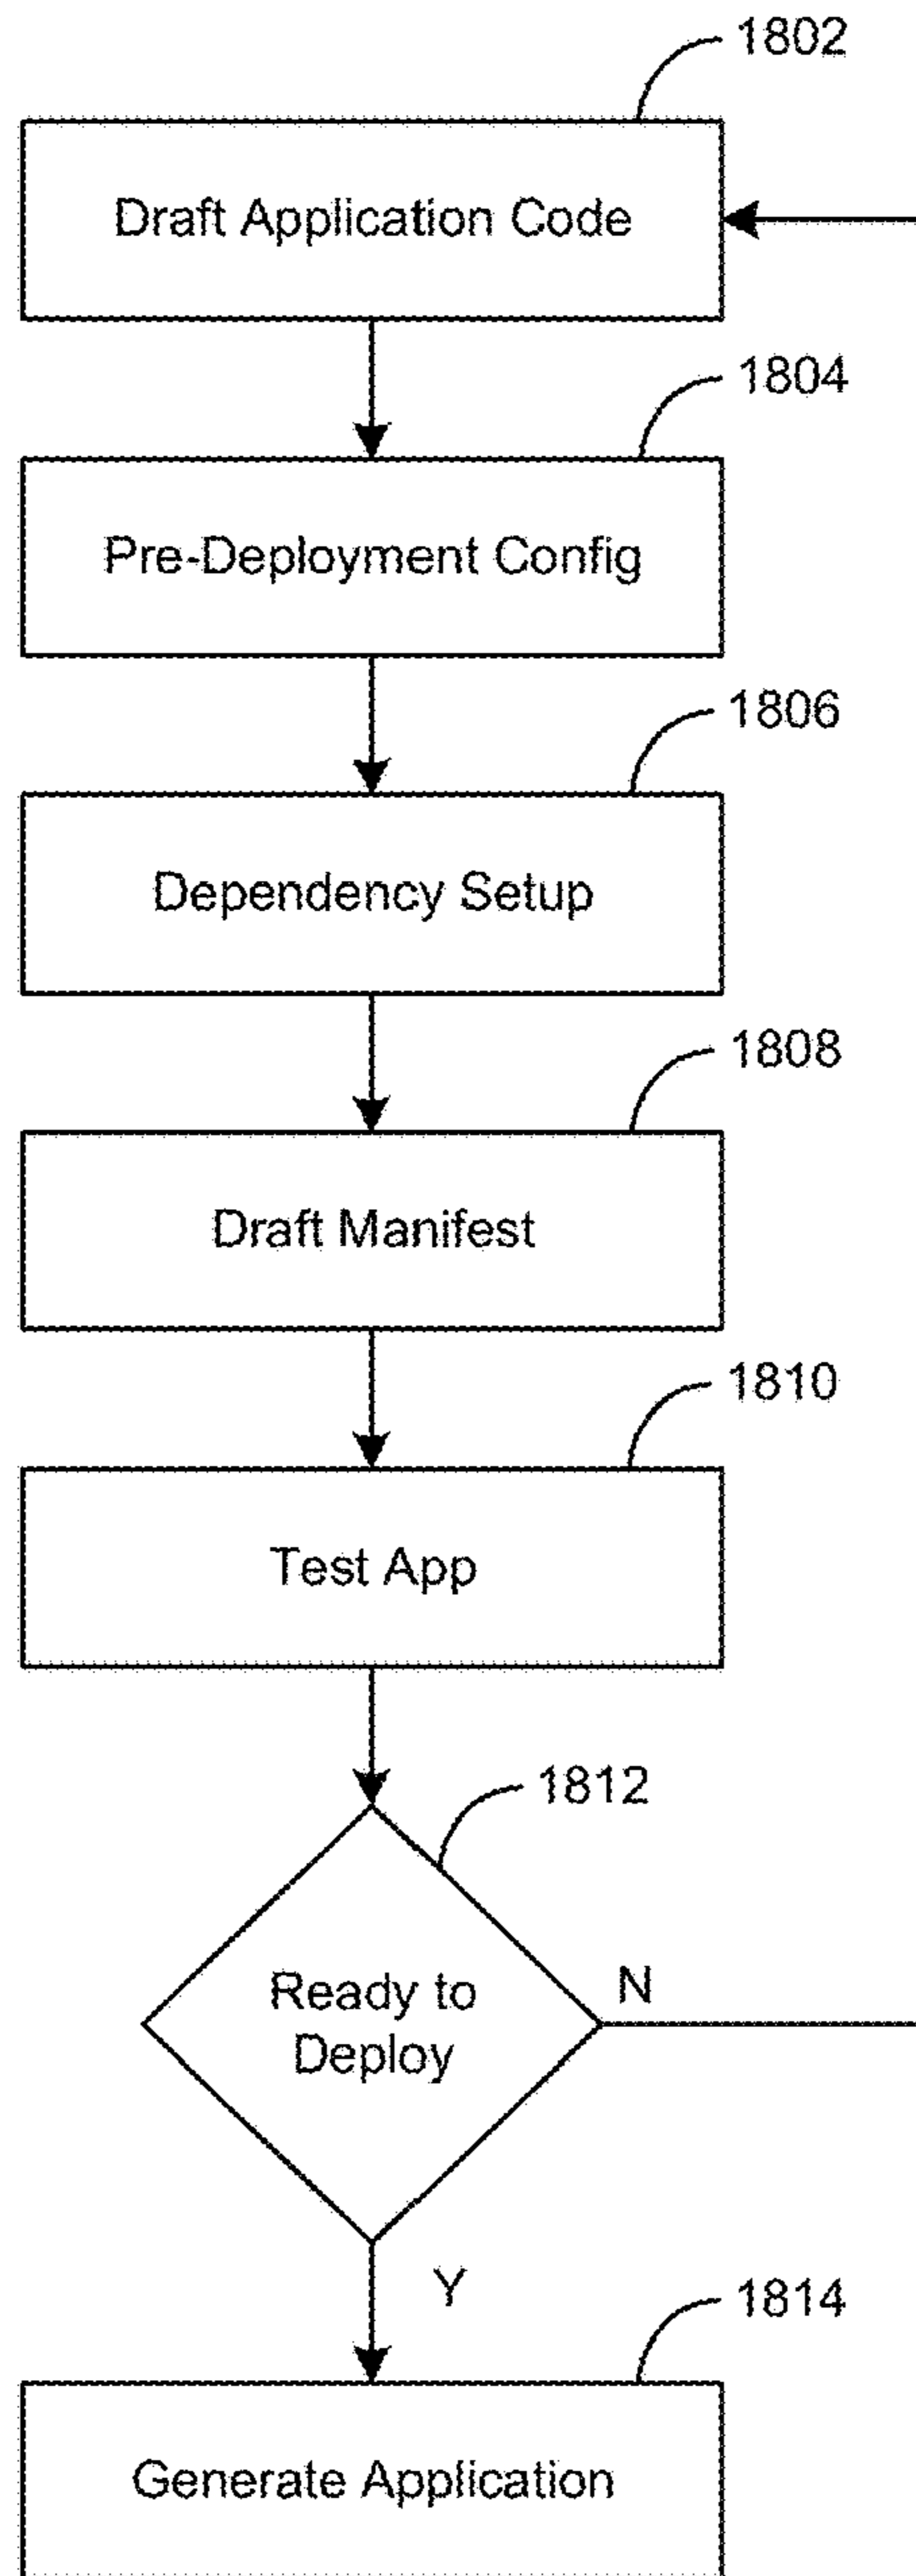 1802
Draft Application Code
1804
Pre-Deployment Config
1806
Dependency Setup
1808
Draft Manifest
1810
Test App
1812
Ready to
Deploy
N
Y
1814
Generate Application